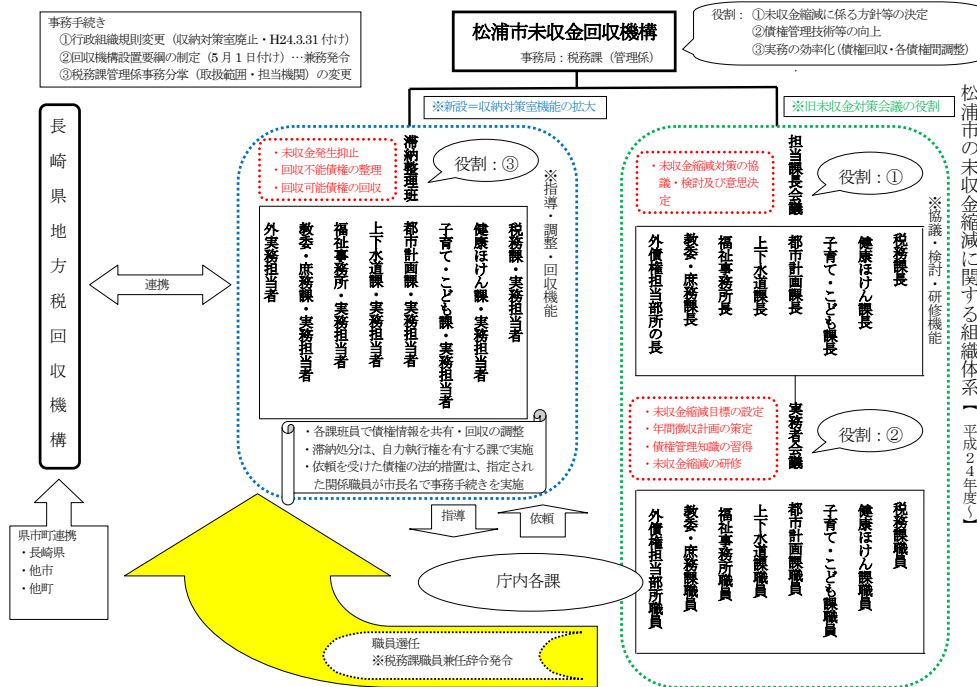 事務手続き
①行政組織規則変更（収納対策室廃止・H24.3.31 付け）
②回収機構設置要綱の制定（5 月 1 日付け）…兼務発令
③税務課管理係事務分掌（取扱範囲・担当機関）の変更
松浦市未収金回収機構
事務局：税務課（管理係）
役割： ①未収金縮減に係る方針等の決定
②債権管理技術等の向上
③実務の効率化（債権回収・各債権間調整）
松浦市の未収金縮減に関する組織体系【 平成２４年度～】
長崎県地方税回収機構
連携
県市町連携
・長崎県
・他市
・他町
※新設＝収納対策室機能の拡大
・未収金発生抑止
・回収不能債権の整理
・回収可能債権の回収
滞納整理班
役割：③
※指導・調整・回収機能
税務課・実務担当者
健康ほけん課・実務担当者
子育て・こども課・実務担当者
都市計画課・実務担当者
上下水道課・実務担当者
福祉事務所・実務担当者
教委・庶務課・実務担当者
外実務担当者
・各課班員で債権情報を共有・回収の調整
・滞納処分は、自力執行権を有する課で実施
・依頼を受けた債権の法的措置は、指定され
た関係職員が市長名で事務手続きを実施
指導
依頼
庁内各課
職員選任
※税務課職員兼任辞令発令
※旧未収金対策会議の役割
・未収金縮減対策の協
議・検討及び意思決
定
担当課長会議
役割：①
※協議・検討・研修機能
税務課長
健康ほけん課長
子育て・こども課長
都市計画課長
上下水道課長
福祉事務所長
教委・庶務課長
外債権担当部所の長
・未収金縮減目標の設定
・年間徴収計画の策定
・債権管理知識の習得
・未収金縮減の研修
実務者会議
役割：②
税務課職員
健康ほけん課職員
子育て・こども課職員
都市計画課職員
上下水道課職員
福祉事務所職員
教委・庶務課職員
外債権担当部所職員